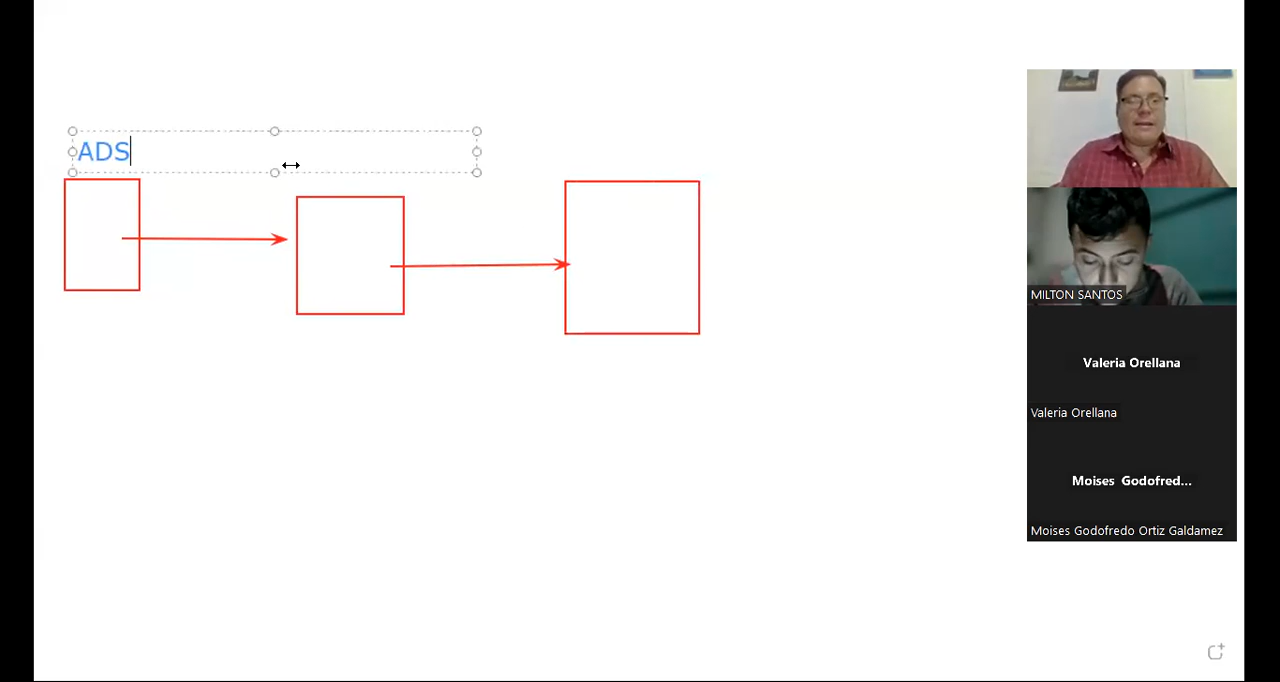 ADS
MILTON SANTOS
Valeria Orellana
Valeria Orellana
Moises Godofred...
Moises Godofredo Ortiz Galdamez